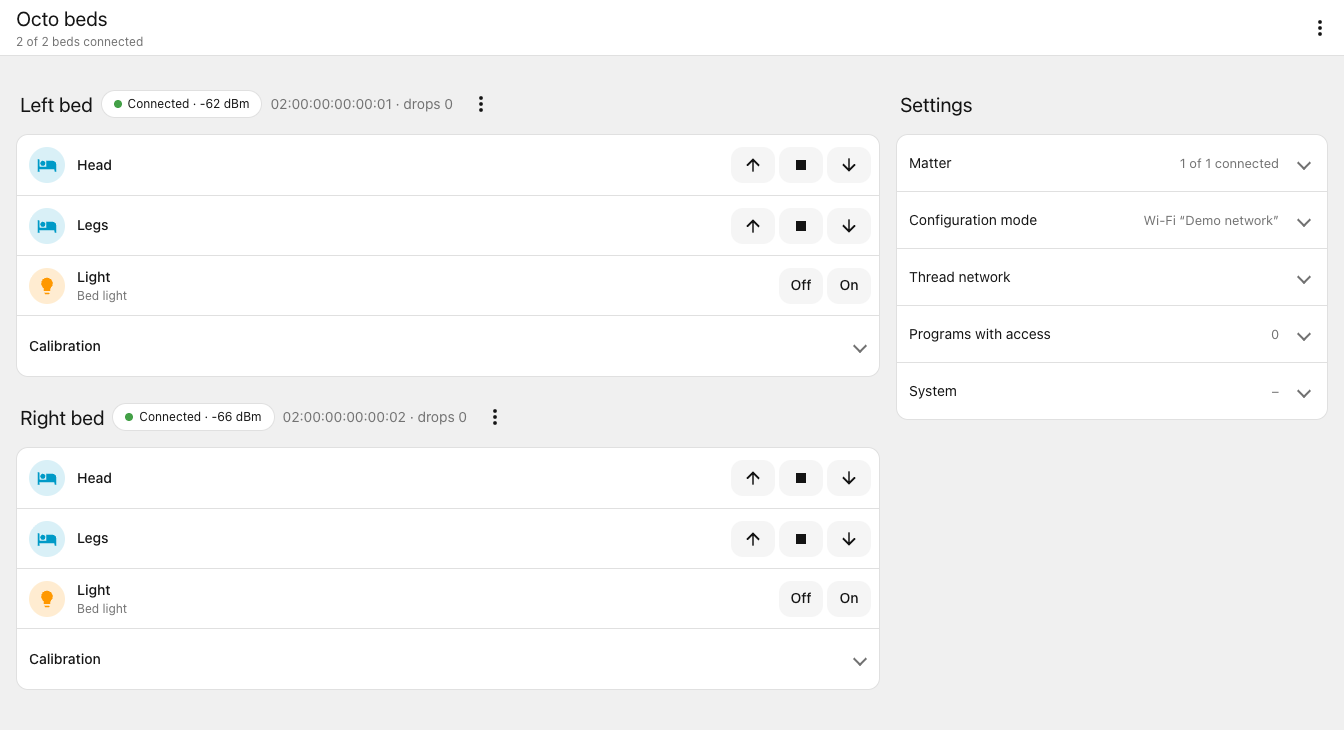 Octo beds
2 of 2 beds connected
Left bed
Connected · -62 dBm
02:00:00:00:00:01 · drops 0
Head
Legs
Light
Bed light
Off
On
Calibration
Right bed
Connected · -66 dBm
02:00:00:00:00:02 · drops 0
Head
Legs
Light
Bed light
Off
On
Calibration
Settings
Matter
1 of 1 connected
Configuration mode
Wi-Fi “Demo network”
Thread network
Programs with access
0
System
–